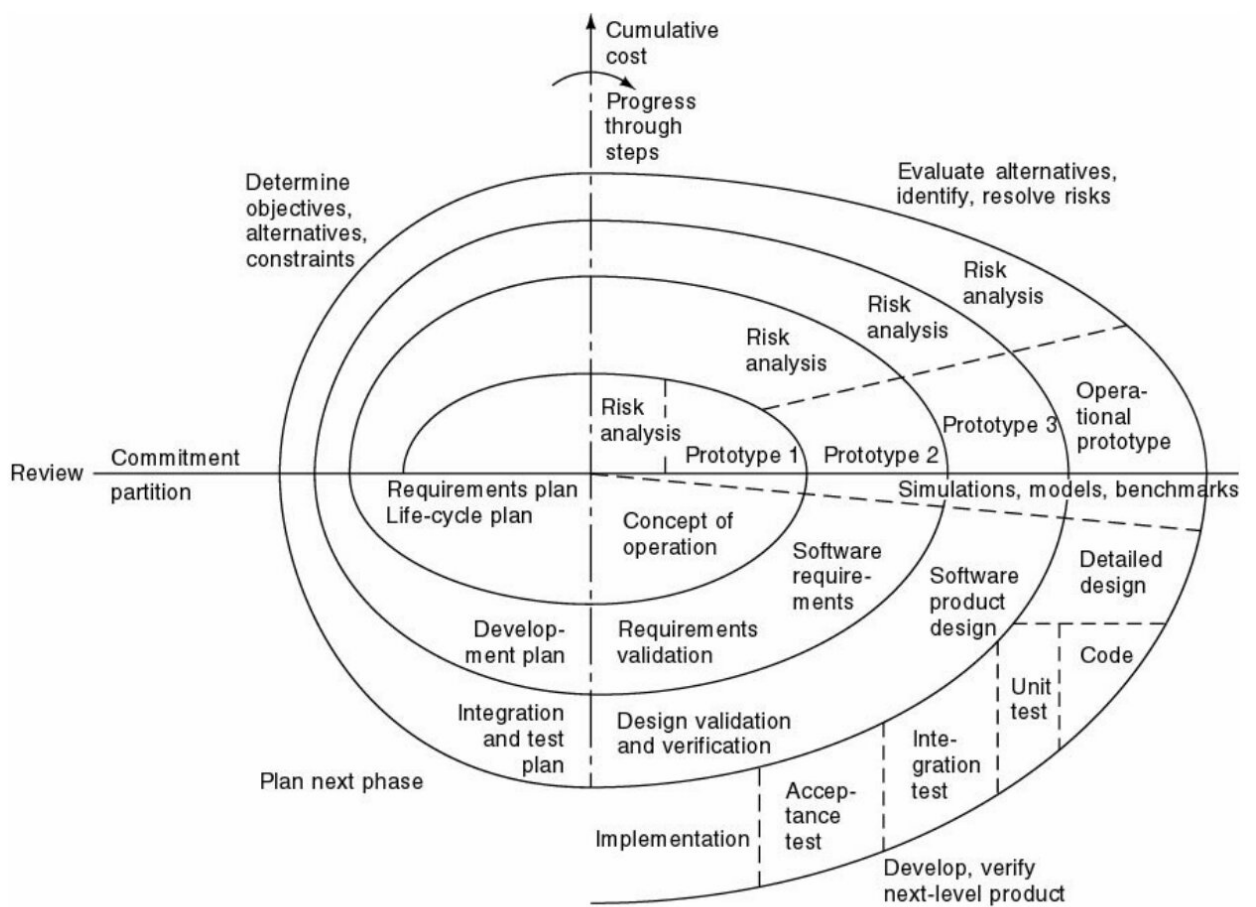 Cumulative
cost
Progress
through
steps
Determine
objectives,
alternatives,
constraints
Evaluate alternatives,
identify, resolve risks
Risk
analysis
Risk
analysis
Risk
analysis
Risk
analysis
Opera-
tional
prototype
Prototype 3
Prototype 2
Prototype 1
Review
Commitment
partition
Requirements plan
Life-cycle plan
Concept of
operation
Simulations, models, benchmarks
Software
require-
ments
Software
product
design
Detailed
design
Develop-
ment plan
Requirements
validation
Code
Unit
test
Integration
and test
plan
Design validation
and verification
Inte-
gration
test
Plan next phase
Accep-
tance
test
Implementation
Develop, verify
next-level product